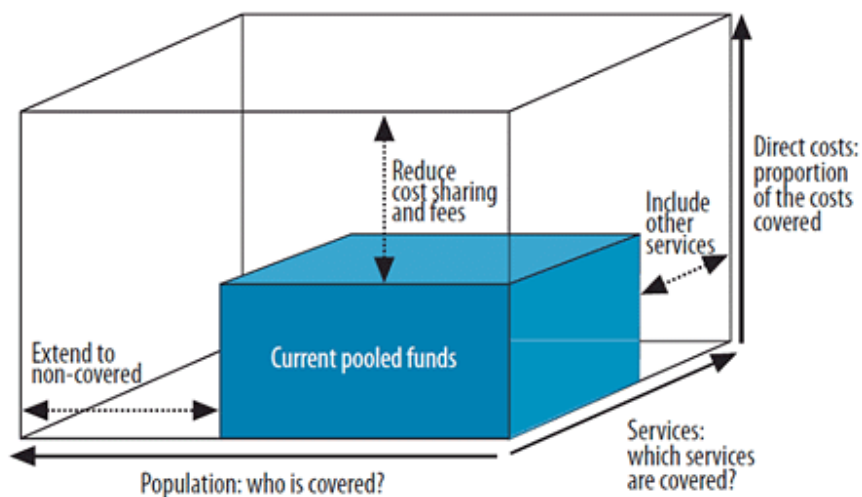 Reduce
cost sharing
and fees
Direct costs:
proportion
of the costs
covered
Include
other
services
Extend to
non-covered
Current pooled funds
Services:
which services
are covered?
Population: who is covered?